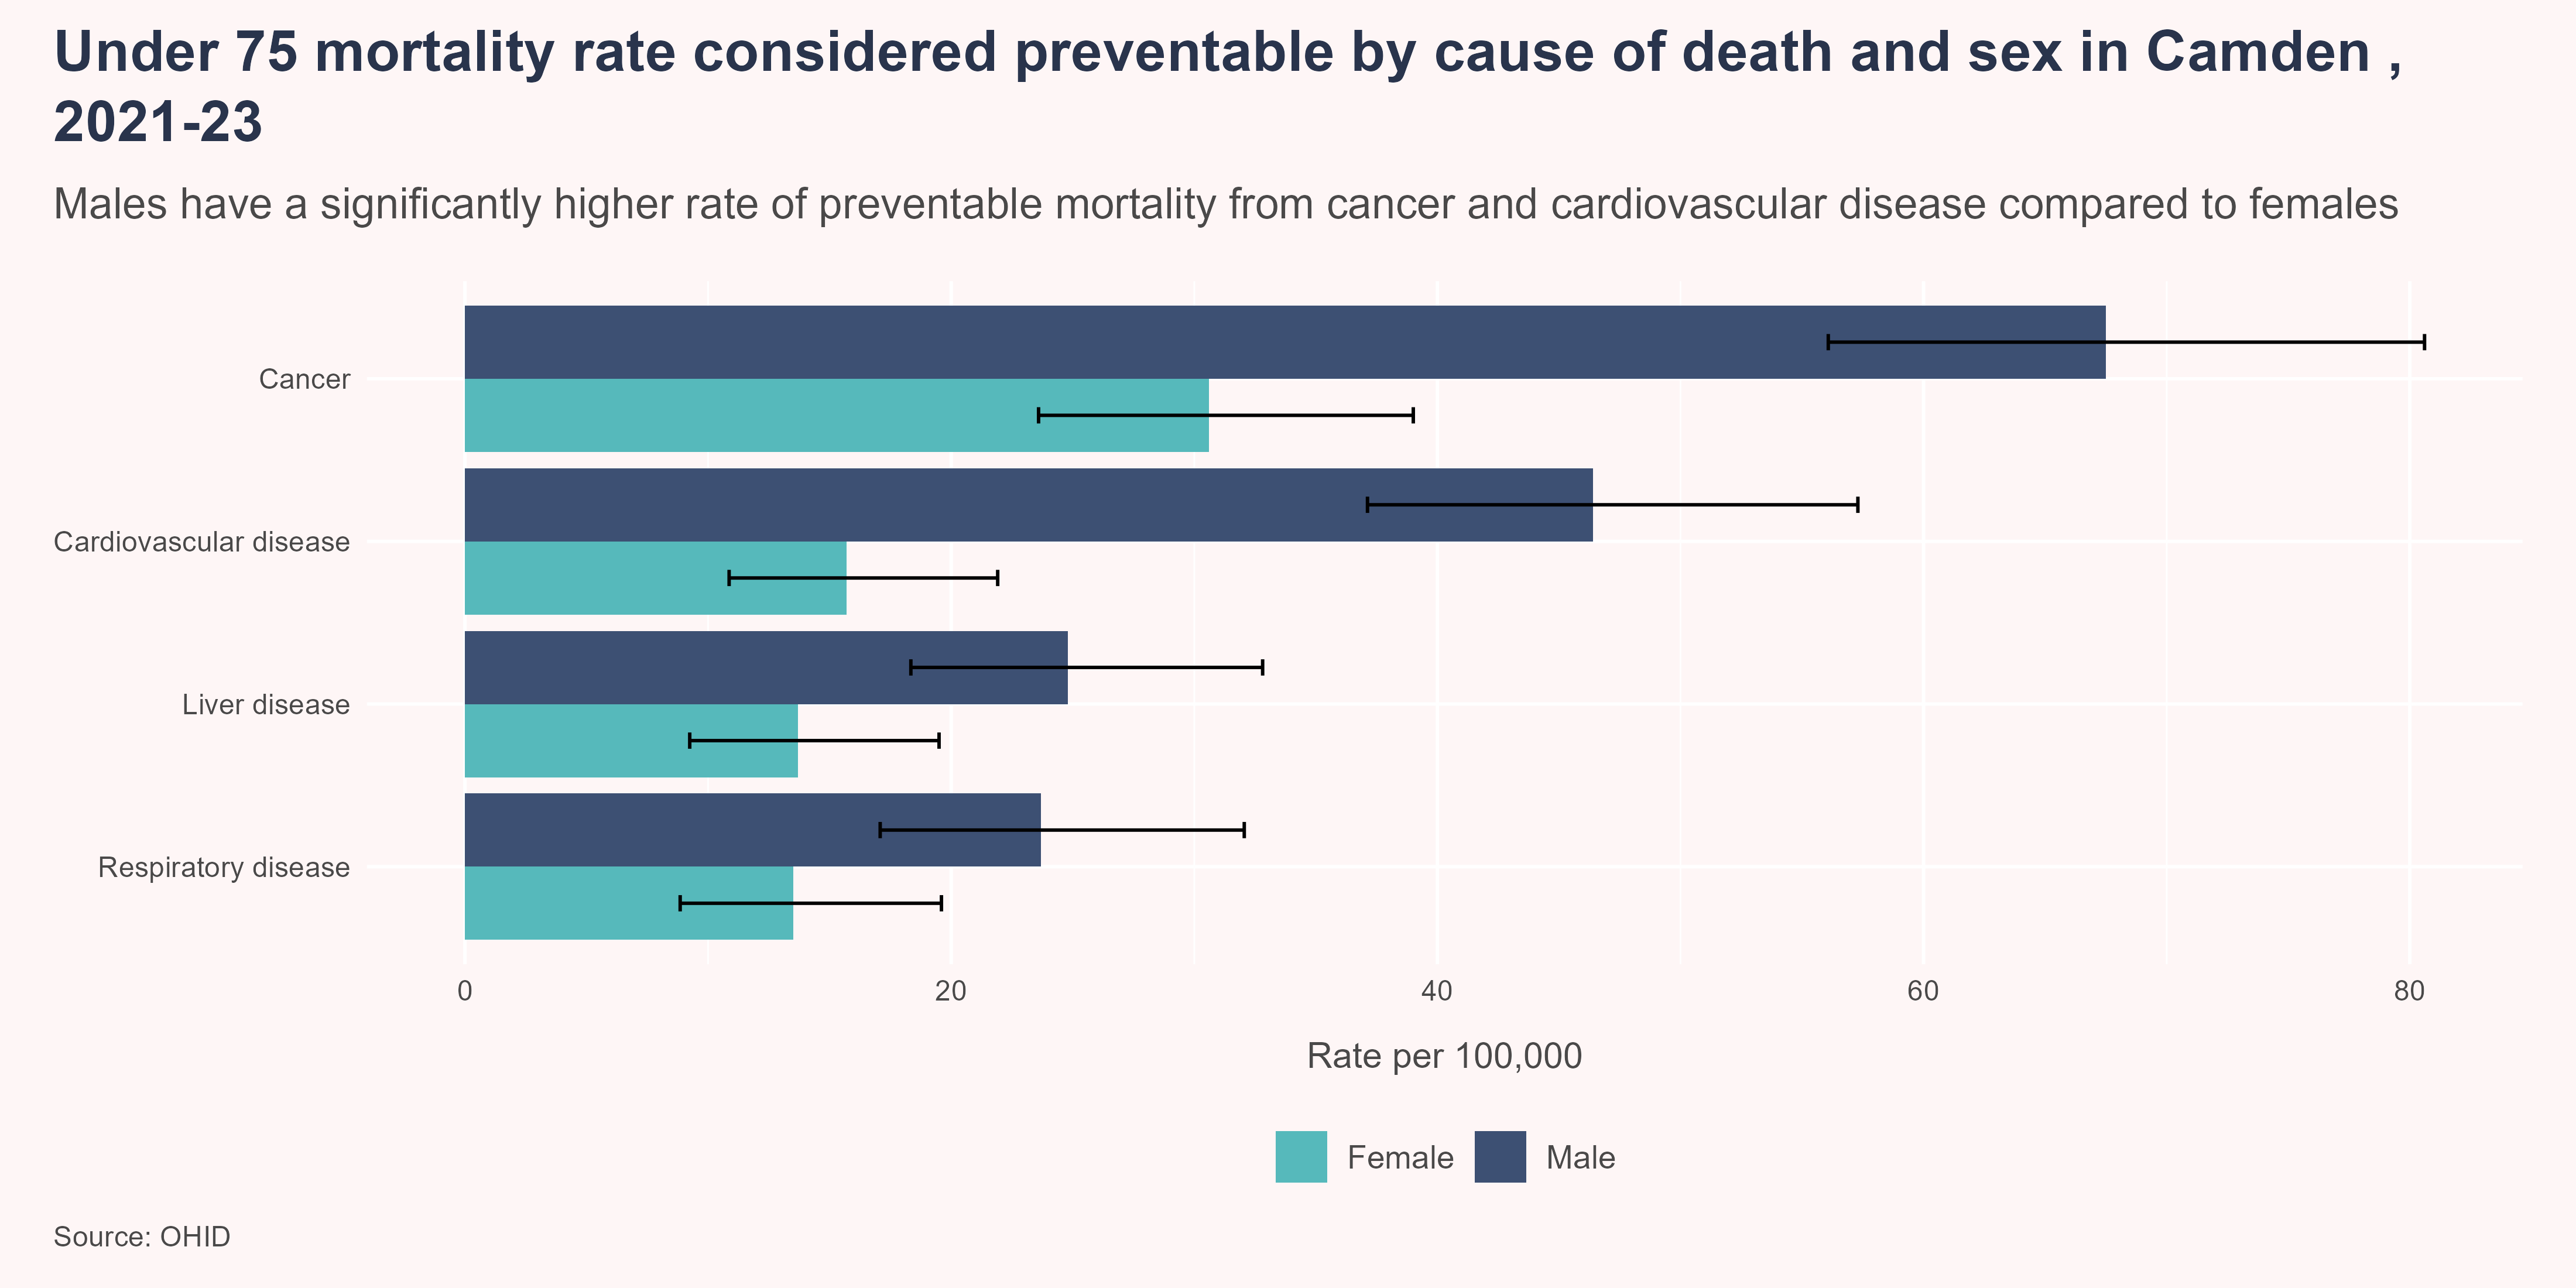 Under 75 mortality rate considered preventable by cause of death and sex in Camden ,
2021-23
Males have a significantly higher rate of preventable mortality from cancer and cardiovascular disease compared to females
Cancer
Cardiovascular disease
Liver disease
Respiratory disease
0 20 40 60 80
Rate per 100,000
Female Male
Source: OHID